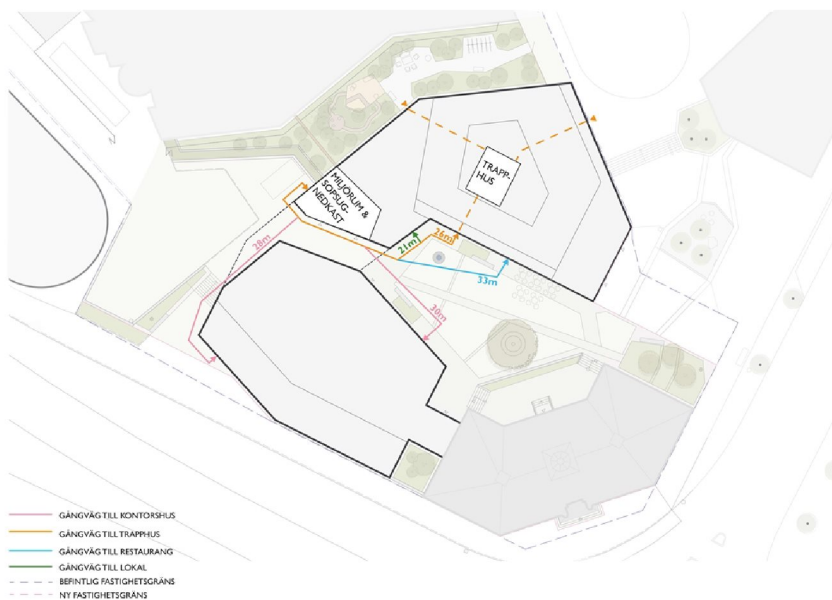 TRAPP-
HUS
MILJÖRUM &
SOPSUG-
NEDKAST
28m
21m
26m
33m
30m
GÅNGVÄG TILL KONTORSHUS
GÅNGVÄG TILL TRAPPHUS
GÅNGVÄG TILL RESTAURANG
GÅNGVÄG TILL LOKAL
BEFINTLIG FASTIGHETSGRÄNS
NY FASTIGHETSGRÄNS